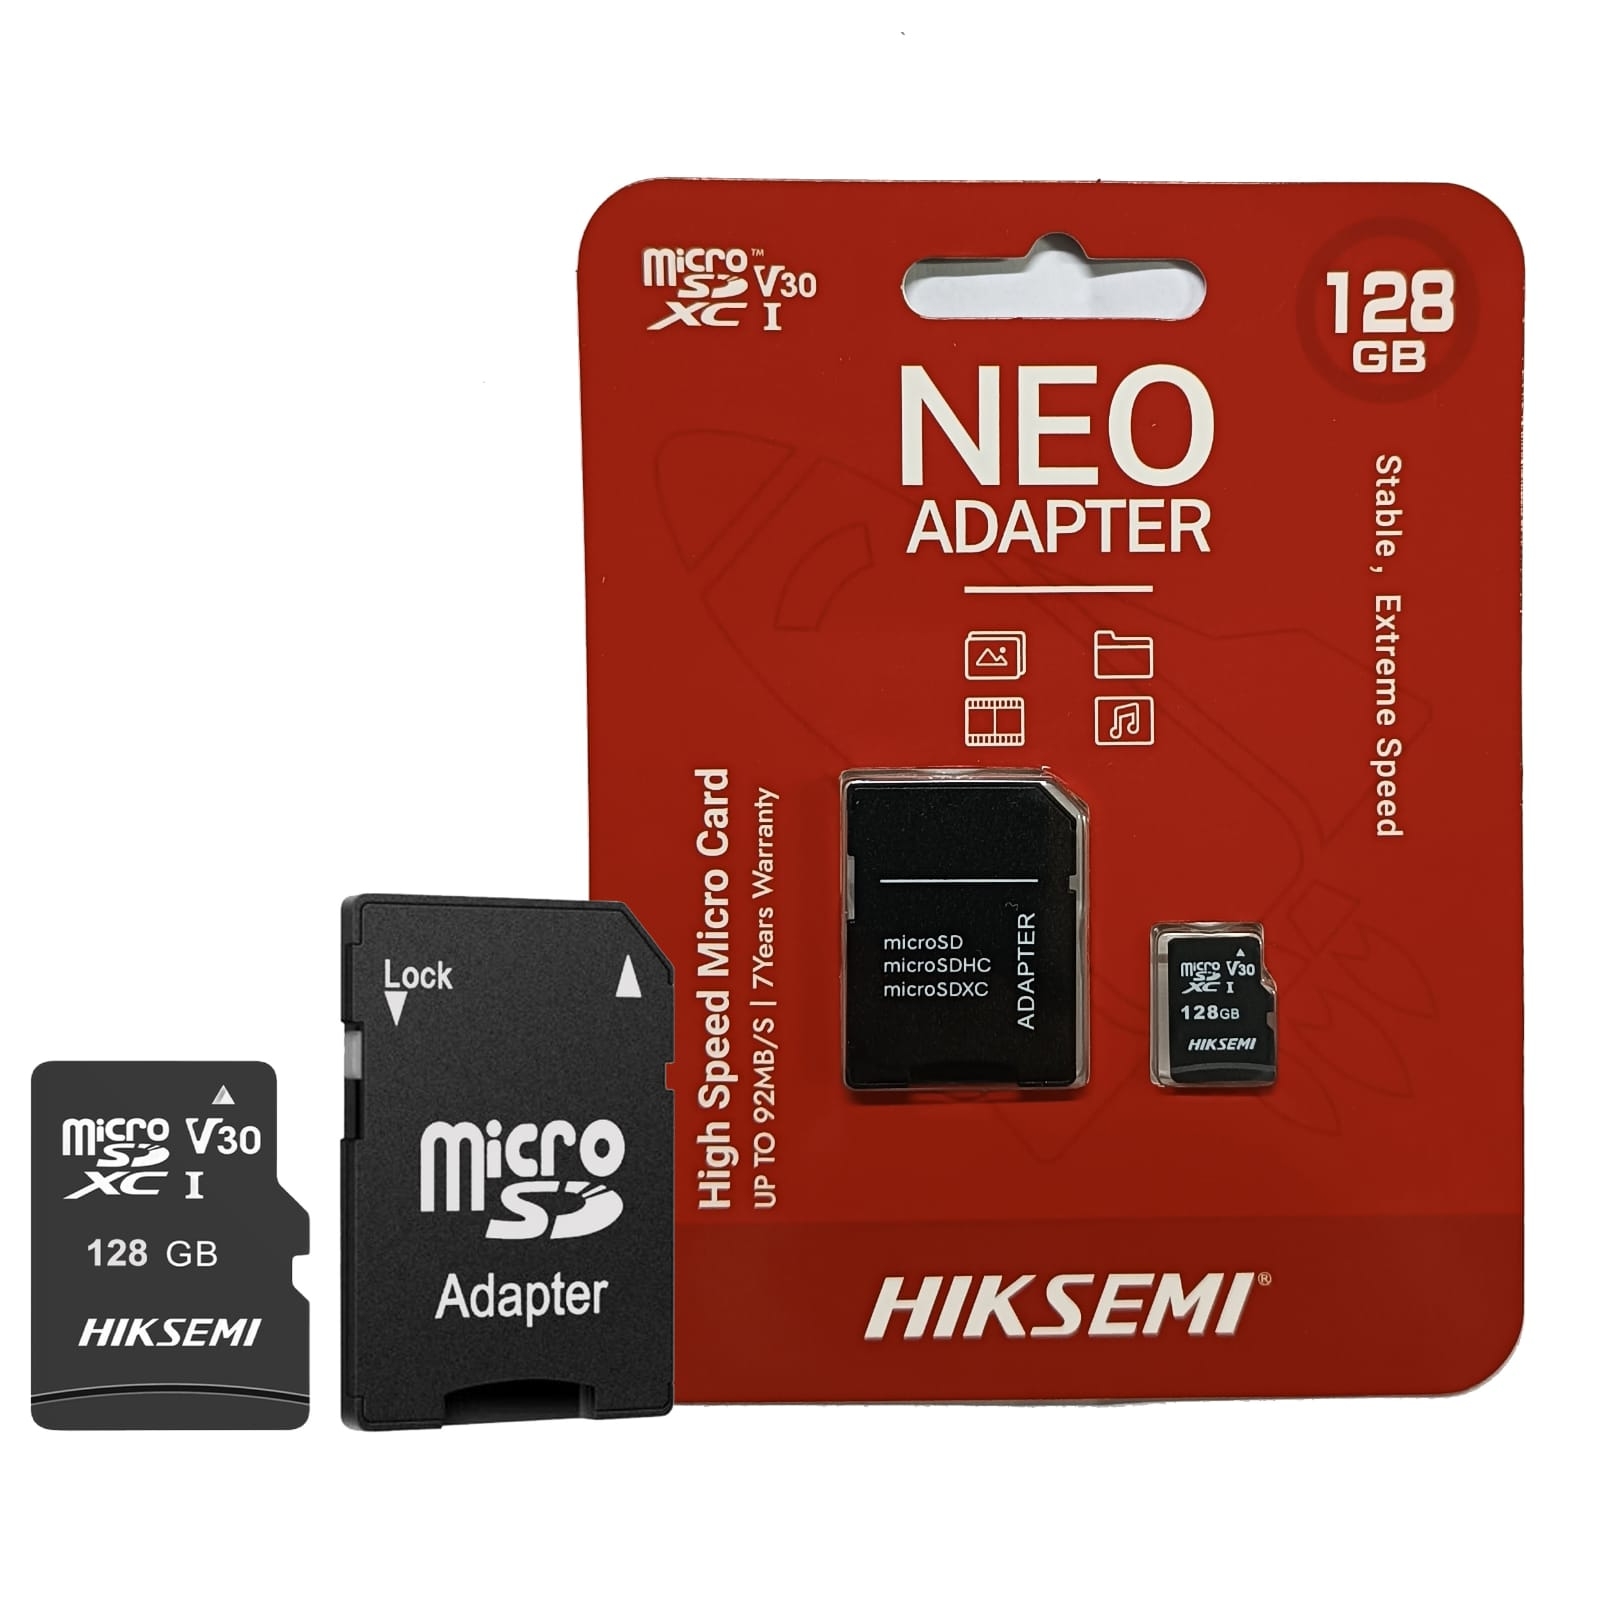 micro SD XC I V30™
128
GB
NEO
ADAPTER
Stable, Extreme Speed
High Speed Micro Card
UP TO 92MB/S | 7Years Warranty
microSD
microSDHC
microSDXC
ADAPTER
micro SD XC I V30
128GB
HIKSEMI
HIKSEMI®
Lock
micro
SD
Adapter
micro SD XC I V30
128 GB
HIKSEMI